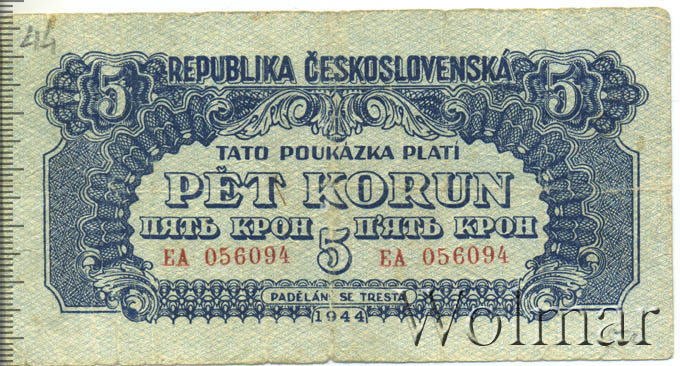 44
5 REPUBLIKA ČESKOSLOVENSKÁ 5
TATO POUKÁZKA PLATÍ
PĚT KORUN
ПЯТЬ КРОН П'ЯТЬ КРОН
5
EA 056094 EA 056094
PADĚLÁNÍ SE TRESTÁ
1944
Wolmar